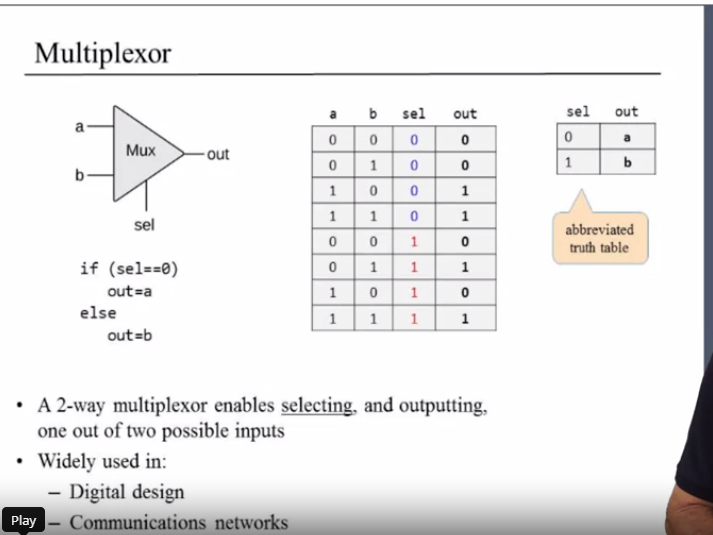 Multiplexor
a
b
Mux
out
sel
if (sel==0)
out=a
else
out=b
a b sel out
0 0 0 0
0 1 0 0
1 0 0 1
1 1 0 1
0 0 1 0
0 1 1 1
1 0 1 0
1 1 1 1
sel out
0 a
1 b
abbreviated
truth table
• A 2-way multiplexor enables selecting, and outputting,
one out of two possible inputs
• Widely used in:
– Digital design
– Communications networks
Play